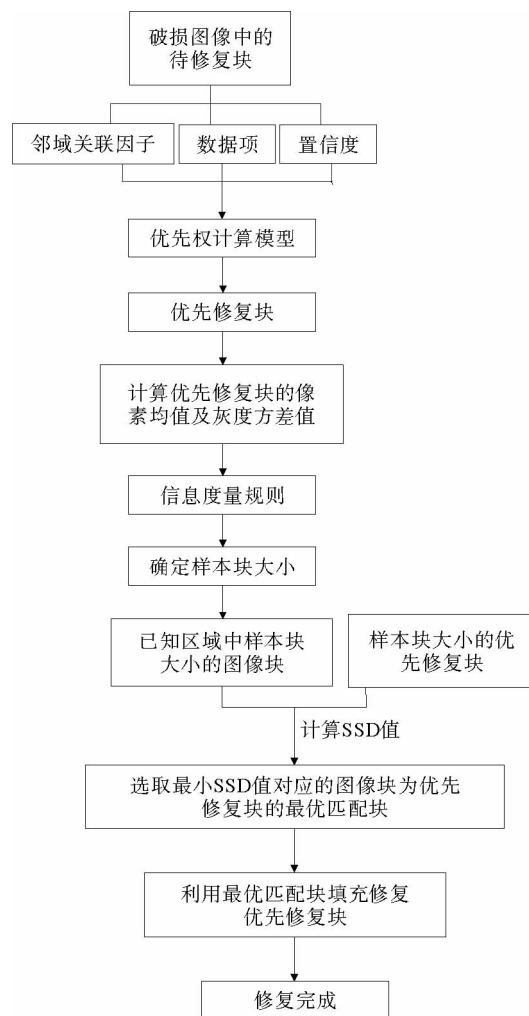 破损图像中的
待修复块
邻域关联因子
数据项
置信度
优先权计算模型
优先修复块
计算优先修复块的像
素均值及灰度方差值
信息度量规则
确定样本块大小
已知区域中样本块
大小的图像块
样本块大小的优
先修复块
计算SSD值
选取最小SSD值对应的图像块为优先
修复块的最优匹配块
利用最优匹配块填充修复
优先修复块
修复完成